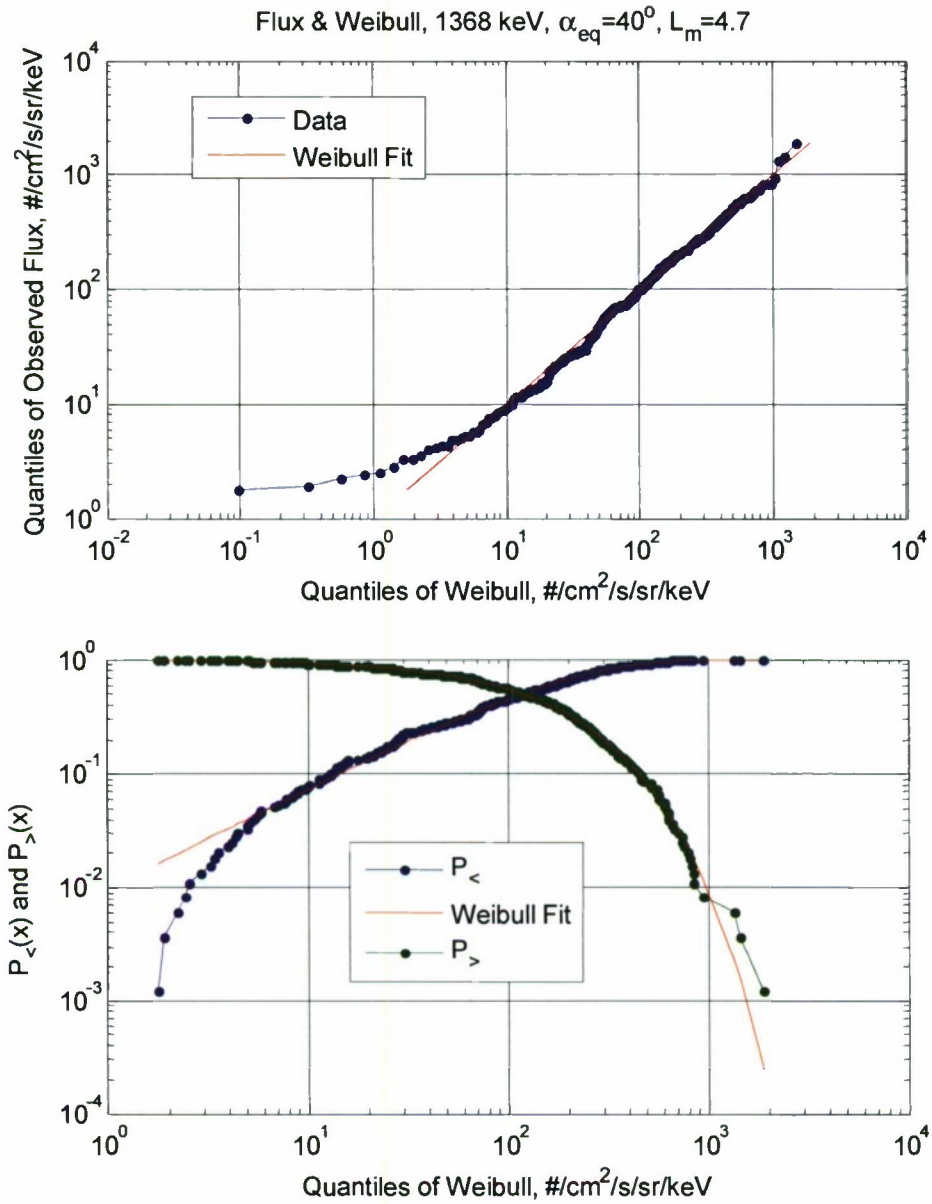 Flux & Weibull, 1368 keV, α_eq=40°, L_m=4.7
10^4
10^3
10^2
10^1
10^0
Quantiles of Observed Flux, #/cm^2/s/sr/keV
Data
Weibull Fit
10^-2 10^-1 10^0 10^1 10^2 10^3 10^4
Quantiles of Weibull, #/cm^2/s/sr/keV
10^0
10^-1
10^-2
10^-3
10^-4
P_<(x) and P_>(x)
P_<
Weibull Fit
P_>
10^0 10^1 10^2 10^3 10^4
Quantiles of Weibull, #/cm^2/s/sr/keV